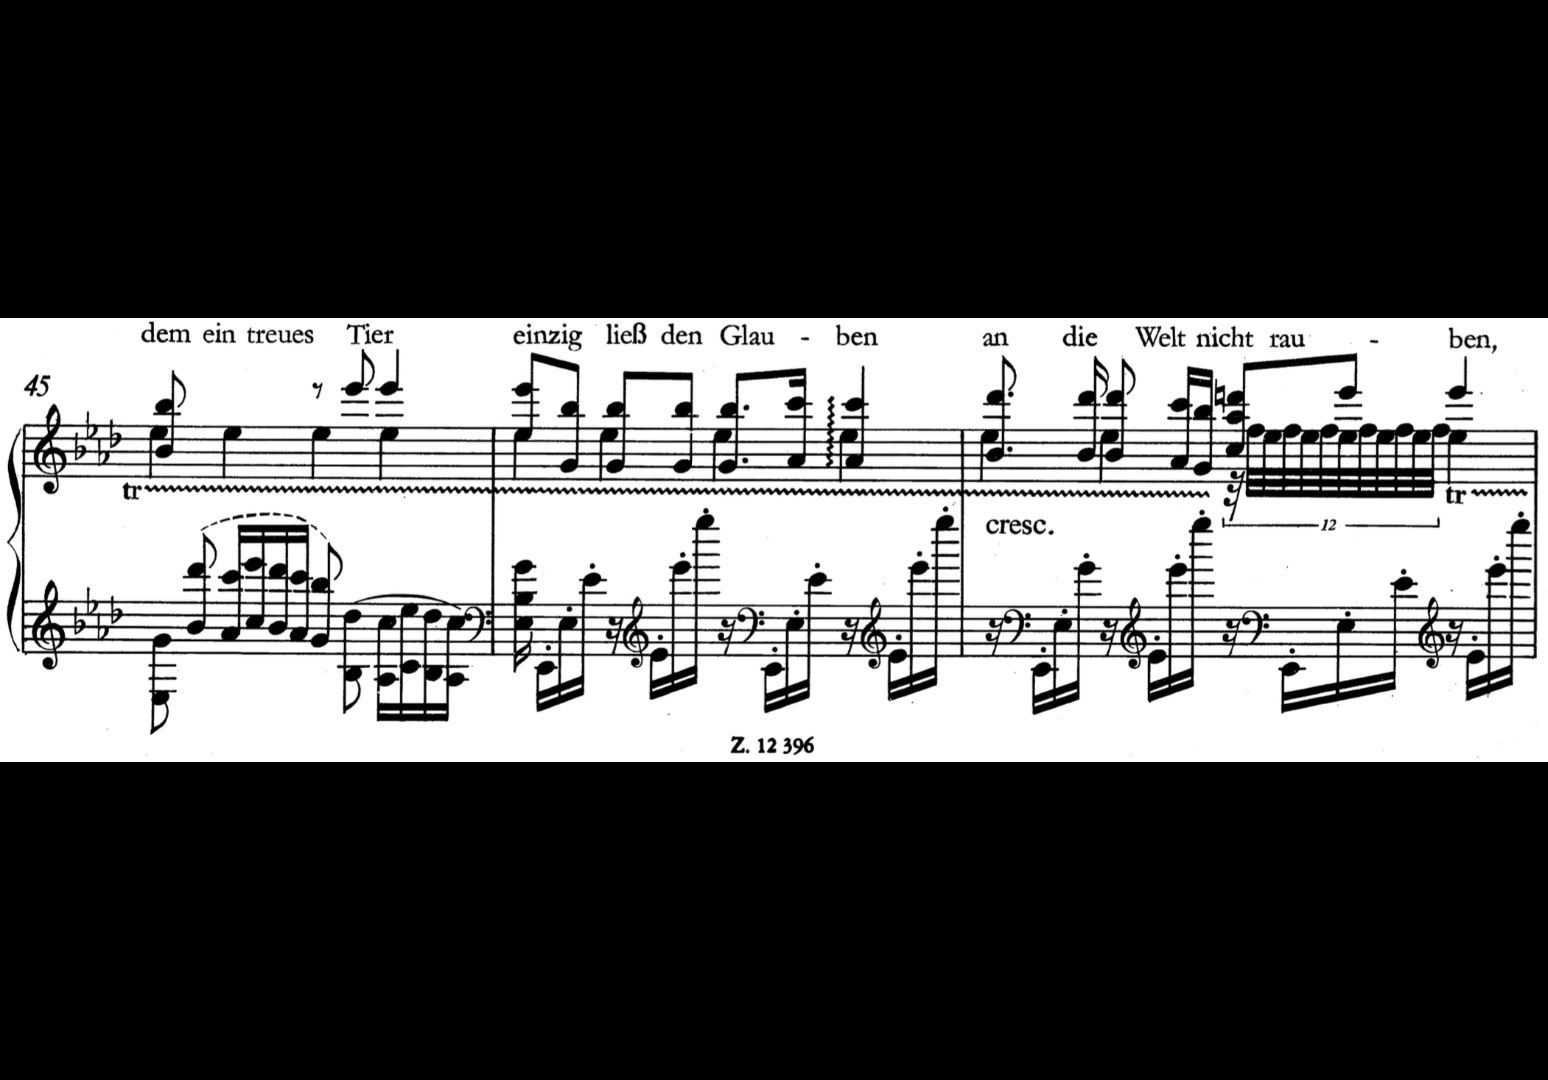 dem ein treues Tier einzig ließ den Glau - ben an die Welt nicht rau - ben,
45
tr
cresc.
12
tr
Z. 12 396